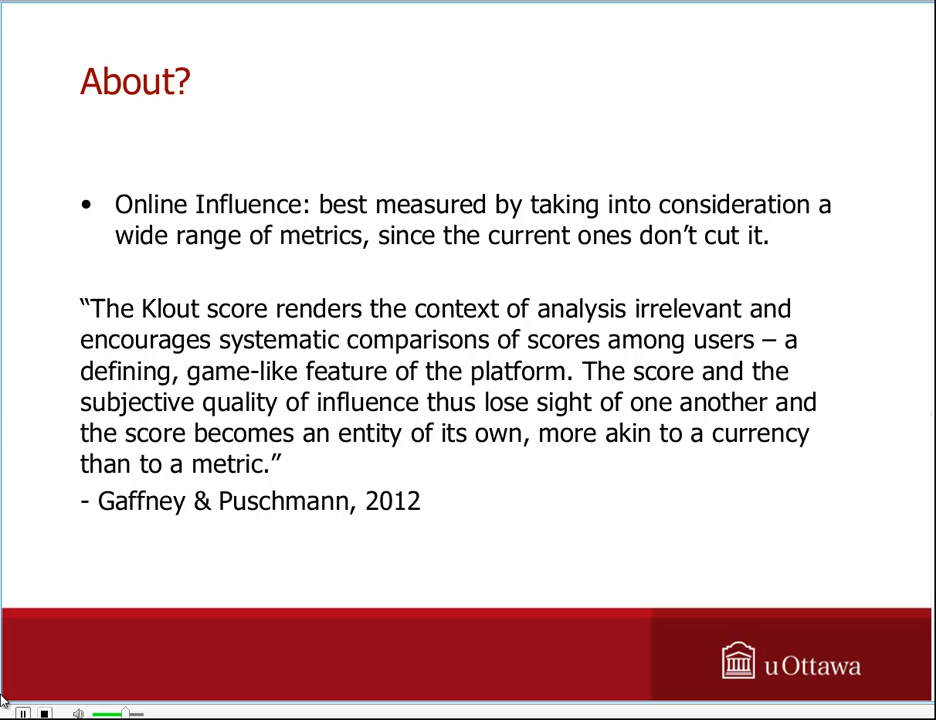 About?
• Online Influence: best measured by taking into consideration a
wide range of metrics, since the current ones don’t cut it.
“The Klout score renders the context of analysis irrelevant and
encourages systematic comparisons of scores among users – a
defining, game-like feature of the platform. The score and the
subjective quality of influence thus lose sight of one another and
the score becomes an entity of its own, more akin to a currency
than to a metric.”
- Gaffney & Puschmann, 2012
uOttawa